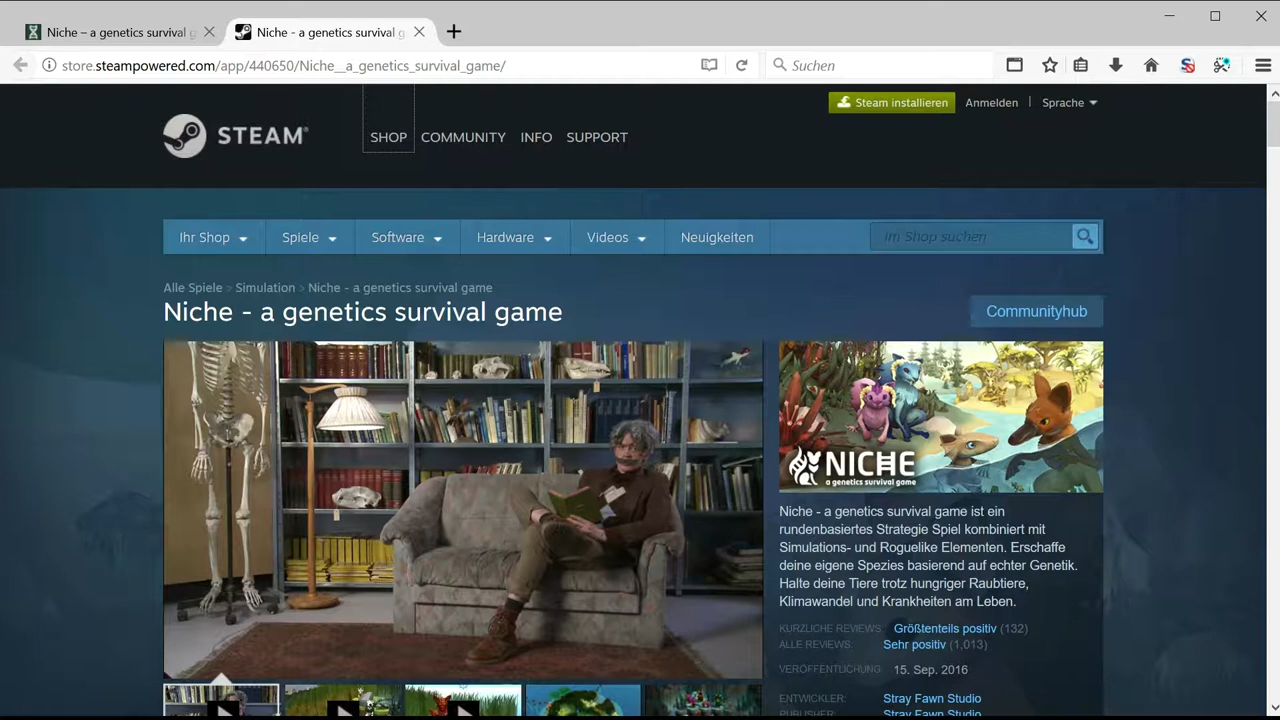 Niche – a genetics survival g
Niche - a genetics survival g
store.steampowered.com/app/440650/Niche__a_genetics_survival_game/
Suchen
Steam installieren
Anmelden
Sprache
STEAM
SHOP
COMMUNITY
INFO
SUPPORT
Ihr Shop
Spiele
Software
Hardware
Videos
Neuigkeiten
Im Shop suchen
Alle Spiele > Simulation > Niche - a genetics survival game
Niche - a genetics survival game
Communityhub
NICHE
a genetics survival game
Niche - a genetics survival game ist ein
rundenbasiertes Strategie Spiel kombiniert mit
Simulations- und Roguelike Elementen. Erschaffe
deine eigene Spezies basierend auf echter Genetik.
Halte deine Tiere trotz hungriger Raubtiere,
Klimawandel und Krankheiten am Leben.
KÜRZLICHE REVIEWS: Größtenteils positiv (132)
ALLE REVIEWS: Sehr positiv (1,013)
VERÖFFENTLICHUNG: 15. Sep. 2016
ENTWICKLER: Stray Fawn Studio
PUBLISHER: Stray Fawn Studio